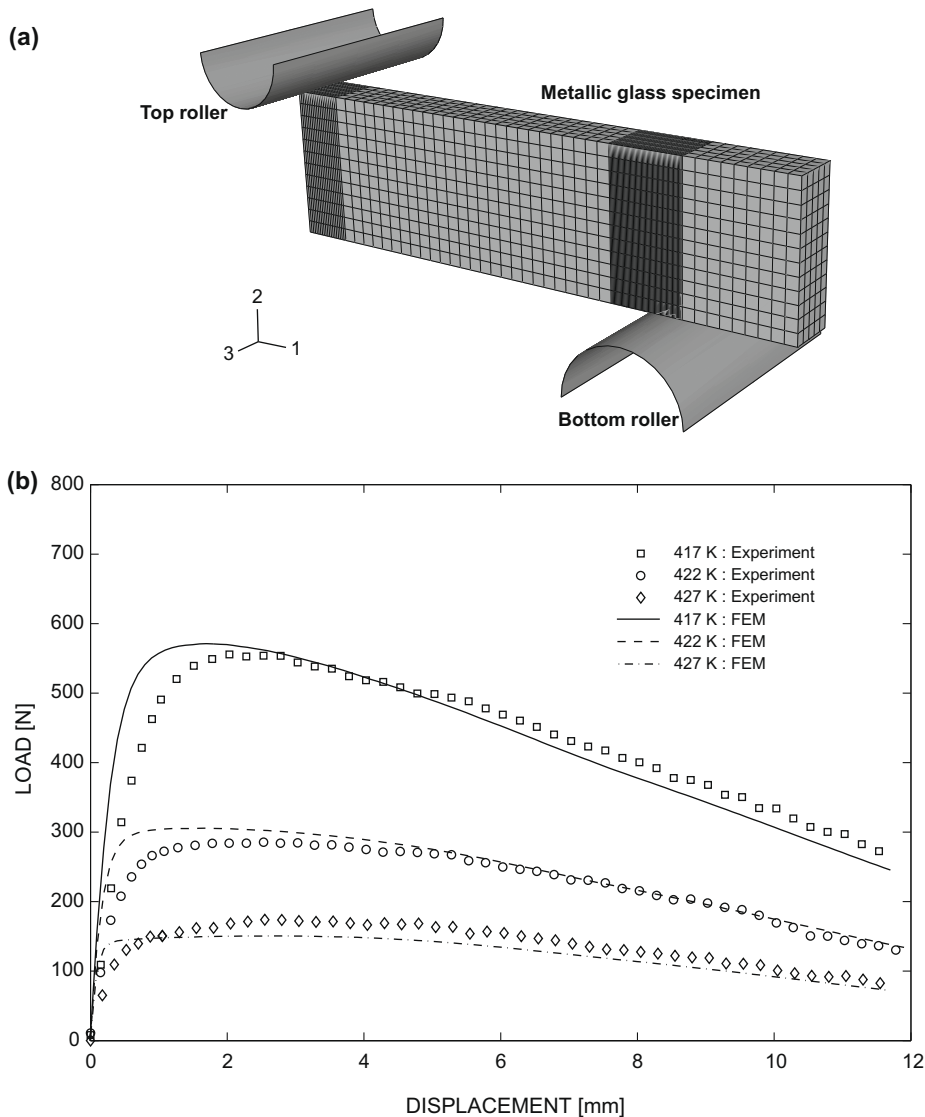 (a)
Top roller
Metallic glass specimen
2
3
1
Bottom roller
(b)
800
700
600
500
400
300
200
100
0
LOAD [N]
417 K : Experiment
422 K : Experiment
427 K : Experiment
417 K : FEM
422 K : FEM
427 K : FEM
0 2 4 6 8 10 12
DISPLACEMENT [mm]